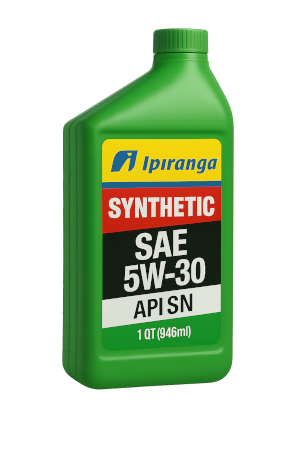 Ipiranga
SYNTHETIC
SAE
5W-30
API SN
1 QT (946ml)